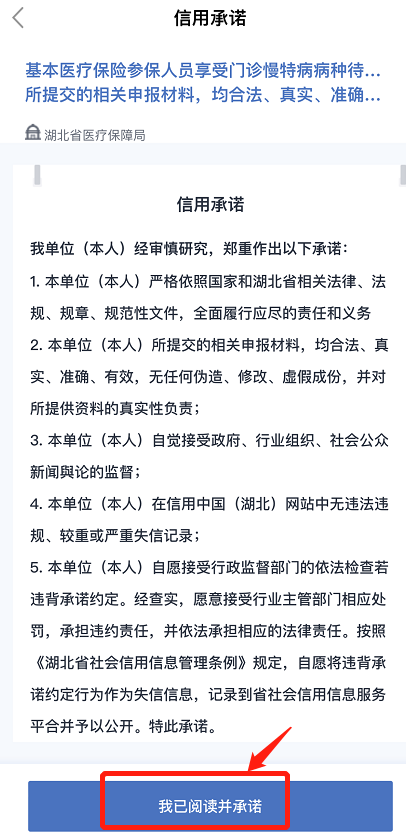 信用承诺
基本医疗保险参保人员享受门诊慢特病病种待...
所提交的相关申报材料，均合法、真实、准确...
湖北省医疗保障局
信用承诺
我单位（本人）经审慎研究，郑重作出以下承诺：
1. 本单位（本人）严格依照国家和湖北省相关法律、法
规、规章、规范性文件，全面履行应尽的责任和义务
2. 本单位（本人）所提交的相关申报材料，均合法、真
实、准确、有效，无任何伪造、修改、虚假成份，并对
所提供资料的真实性负责；
3. 本单位（本人）自觉接受政府、行业组织、社会公众
新闻舆论的监督；
4. 本单位（本人）在信用中国（湖北）网站中无违法违
规、较重或严重失信记录；
5. 本单位（本人）自愿接受行政监督部门的依法检查若
违背承诺约定。经查实，愿意接受行业主管部门相应处
罚，承担违约责任，并依法承担相应的法律责任。按照
《湖北省社会信用信息管理条例》规定，自愿将违背承
诺约定行为作为失信信息，记录到省社会信用信息服务
平合并予以公开。特此承诺。
我已阅读并承诺